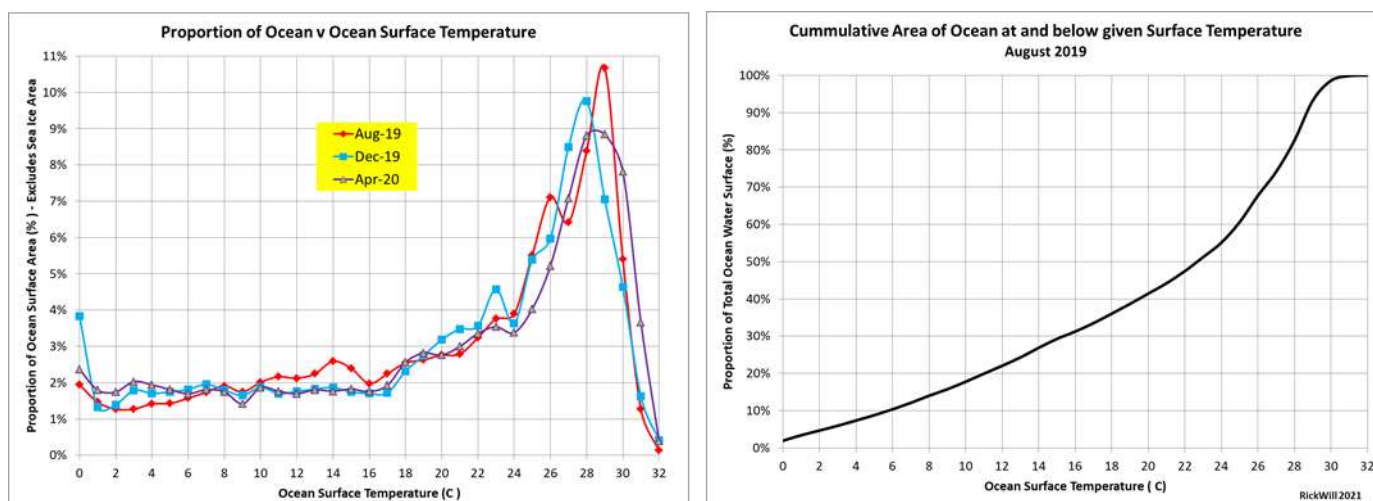 Proportion of Ocean v Ocean Surface Temperature
Proportion of Ocean Surface Area (% ) - Excludes Sea Ice Area
11%
10%
9%
8%
7%
6%
5%
4%
3%
2%
1%
0%
Aug-19
Dec-19
Apr-20
0 2 4 6 8 10 12 14 16 18 20 22 24 26 28 30 32
Ocean Surface Temperature ( C )
Cummulative Area of Ocean at and below given Surface Temperature
August 2019
Proportion of Total Ocean Water Surface (%)
100%
90%
80%
70%
60%
50%
40%
30%
20%
10%
0%
0 2 4 6 8 10 12 14 16 18 20 22 24 26 28 30 32
Ocean Surface Temperature ( C)
RickWill 2021